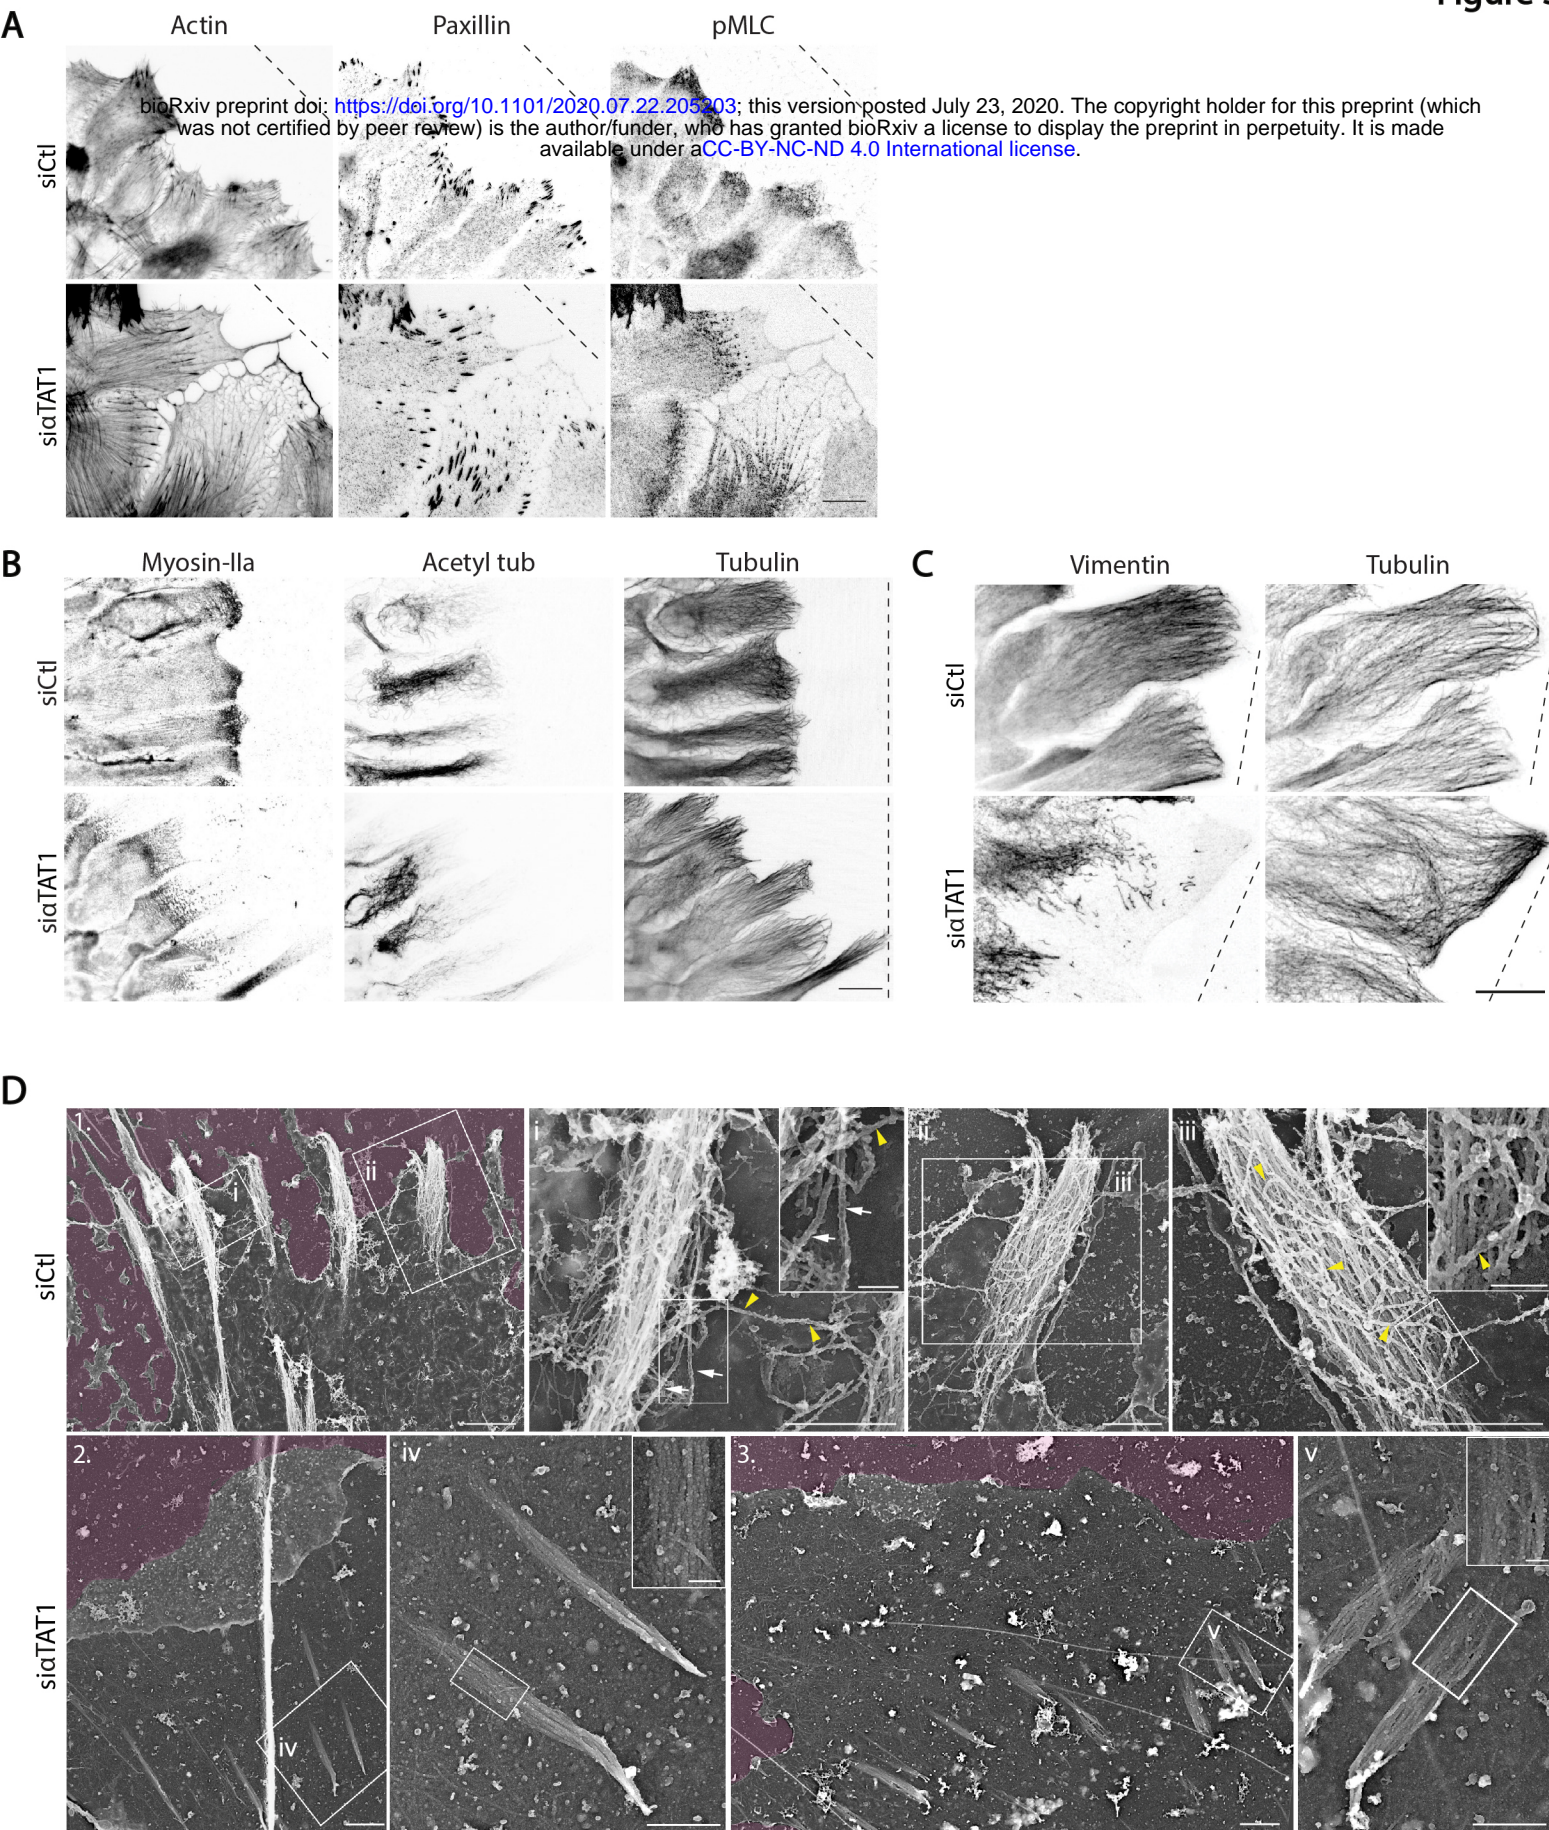 A
Actin
Paxillin
pMLC
bioRxiv preprint doi: https://doi.org/10.1101/2020.07.22.205203; this version posted July 23, 2020. The copyright holder for this preprint (which
was not certified by peer review) is the author/funder, who has granted bioRxiv a license to display the preprint in perpetuity. It is made
available under aCC-BY-NC-ND 4.0 International license.
siCtl
siαTAT1
B
Myosin-IIa
Acetyl tub
Tubulin
siCtl
siαTAT1
C
Vimentin
Tubulin
siCtl
siαTAT1
D
siCtl
1.
i
ii
i
ii
iii
iii
siαTAT1
2.
iv
iv
3.
v
v